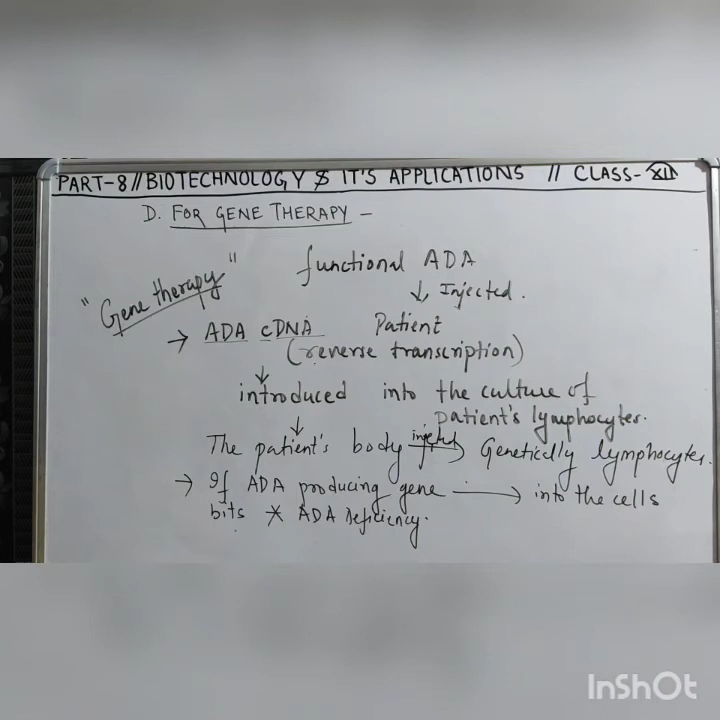 PART-8//BIOTECHNOLOGY & IT'S APPLICATIONS // CLASS-XII
D. FOR GENE THERAPY -
functional ADA
↓ Injected.
"Gene therapy"
→ ADA cDNA Patient
(reverse transcription)
↓
introduced into the culture of
↓ patient's lymphocytes.
The patient's body injected → Genetically lymphocytes.
→ If ADA producing gene → into the cells
bits * ADA Deficiency.
InShOt